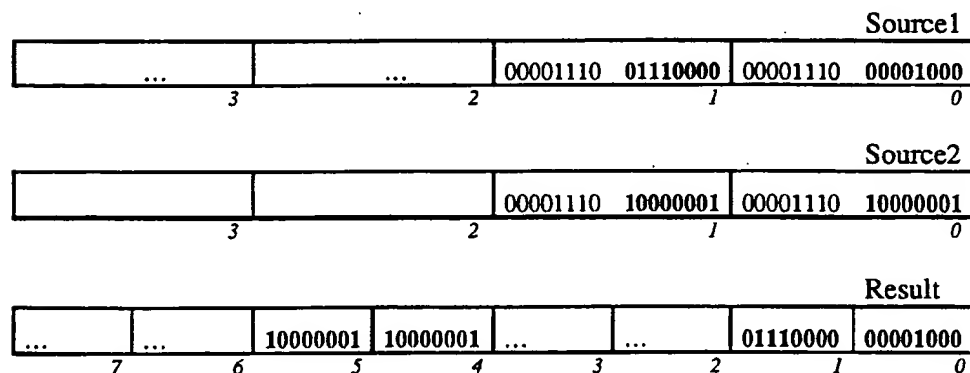 Source1
... ... 00001110 01110000 00001110 00001000
3 2 1 0
Source2
00001110 10000001 00001110 10000001
3 2 1 0
Result
... ... 10000001 10000001 ... ... 01110000 00001000
7 6 5 4 3 2 1 0